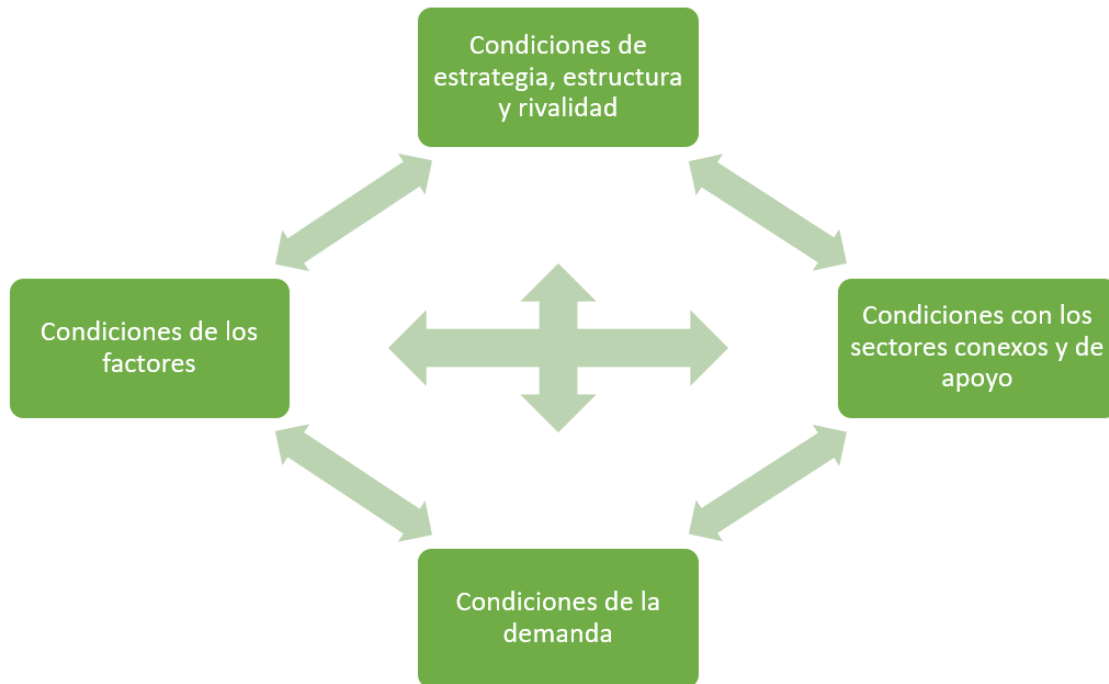 Condiciones de
estrategia, estructura
y rivalidad
Condiciones de los
factores
Condiciones con los
sectores conexos y de
apoyo
Condiciones de la
demanda